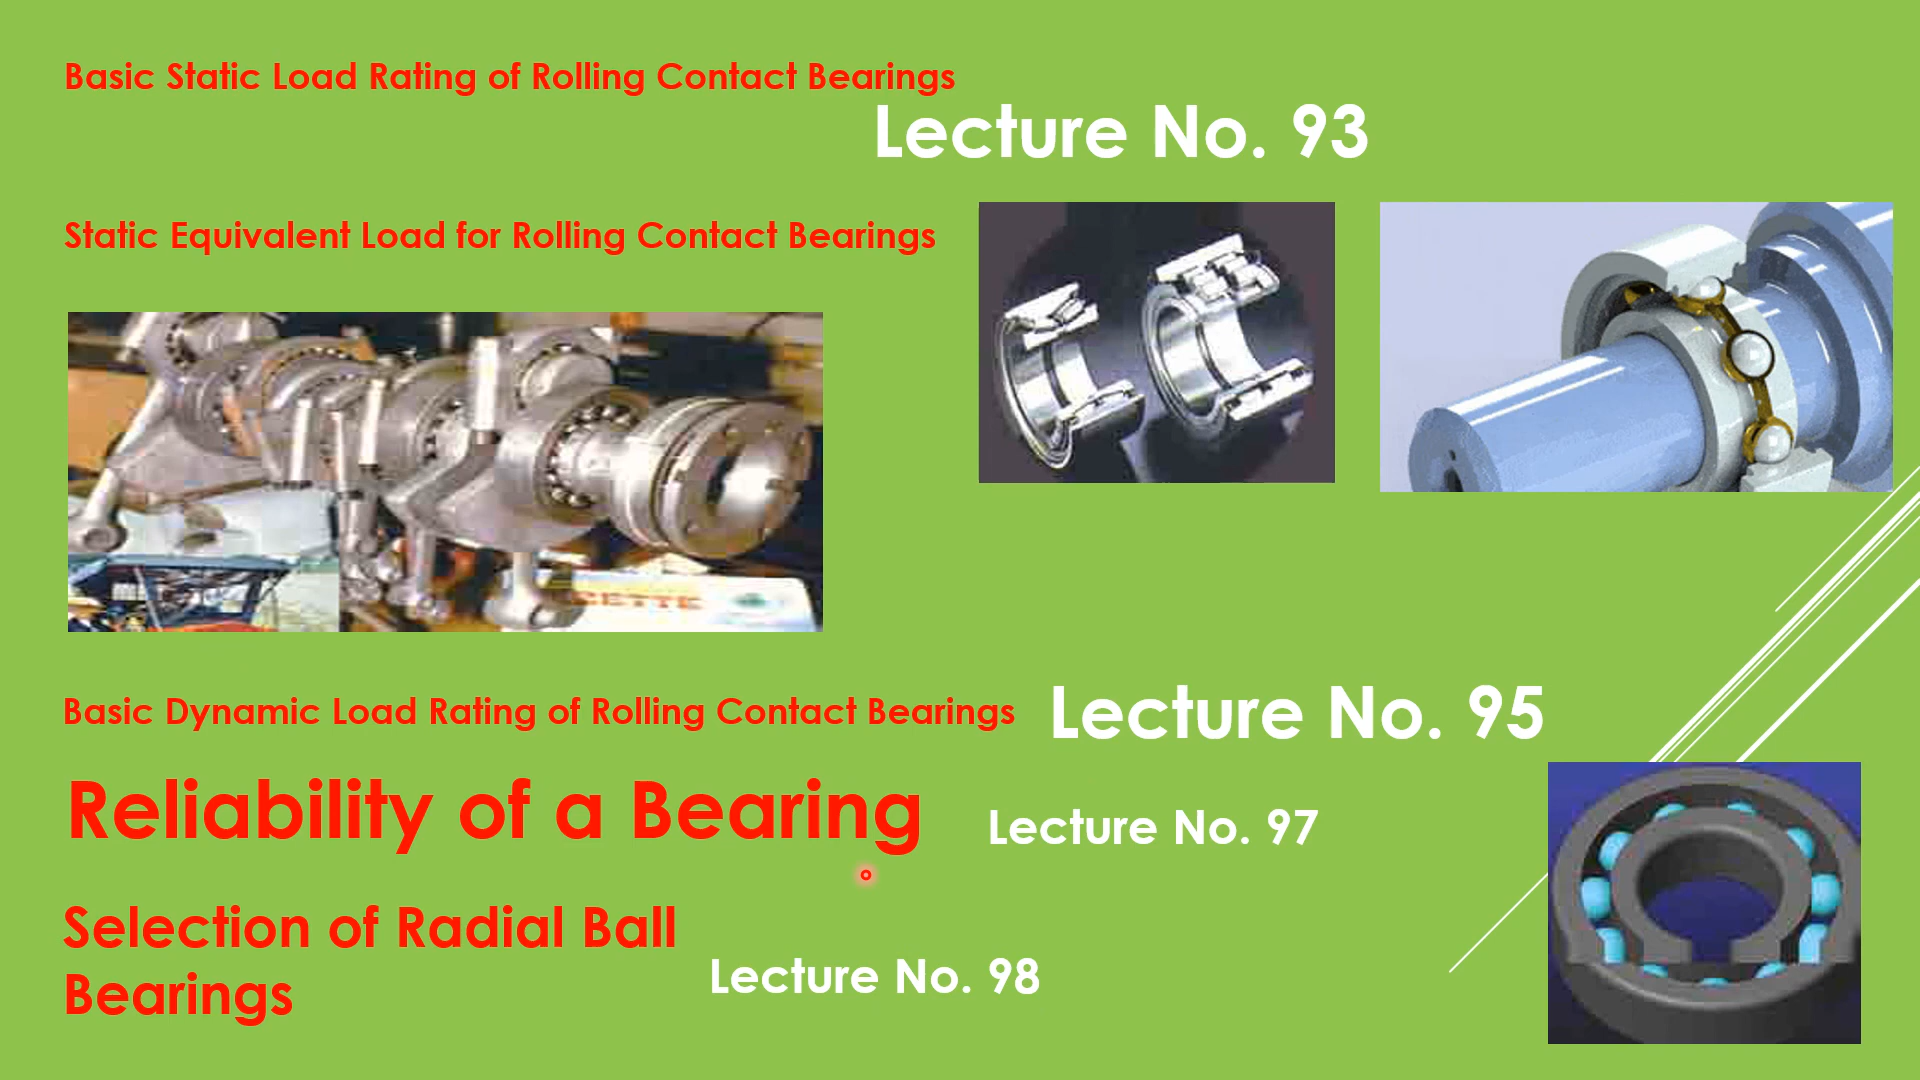 Basic Static Load Rating of Rolling Contact Bearings
Lecture No. 93
Static Equivalent Load for Rolling Contact Bearings
Basic Dynamic Load Rating of Rolling Contact Bearings
Lecture No. 95
Reliability of a Bearing
Lecture No. 97
Selection of Radial Ball
Bearings
Lecture No. 98